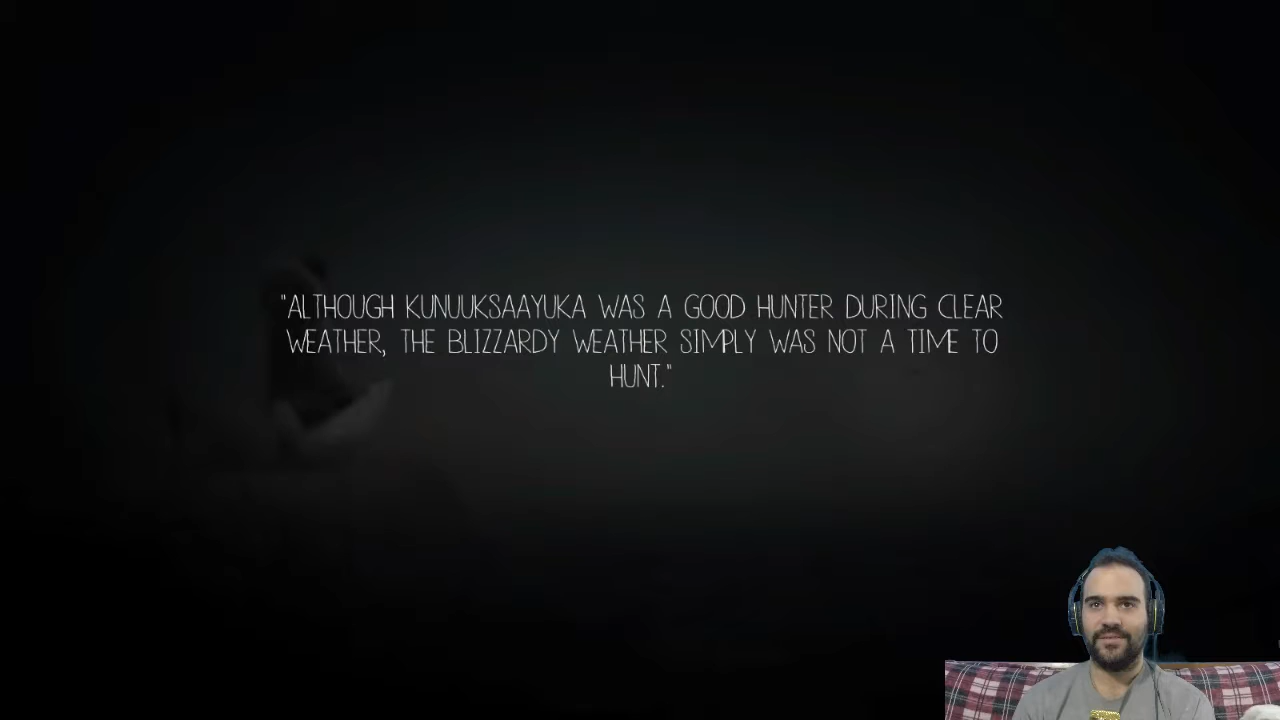 "ALTHOUGH KUNUUKSAAYUKA WAS A GOOD HUNTER DURING CLEAR
WEATHER, THE BLIZZARDY WEATHER SIMPLY WAS NOT A TIME TO
HUNT."